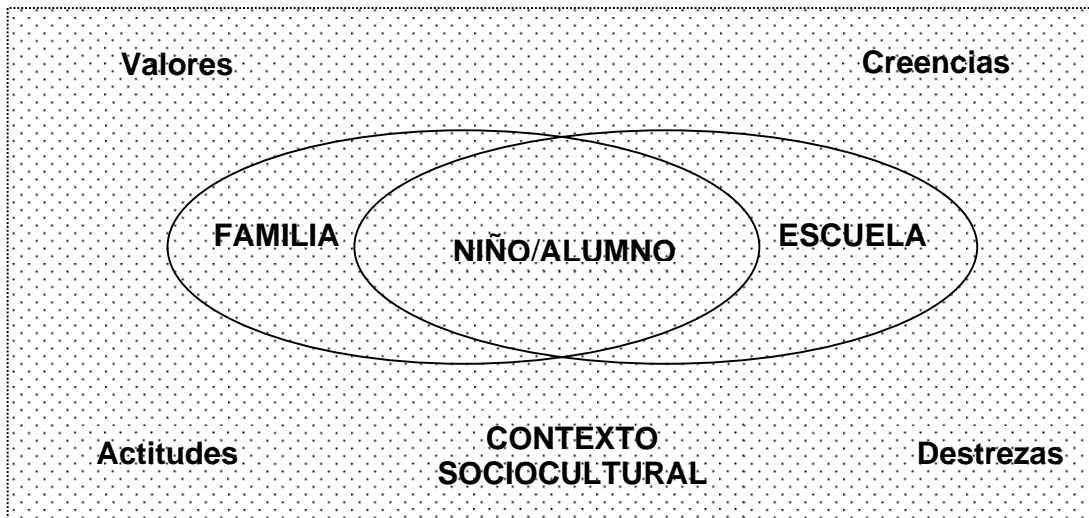 Valores
Creencias
FAMILIA
NIÑO/ALUMNO
ESCUELA
Actitudes
CONTEXTO
SOCIOCULTURAL
Destrezas